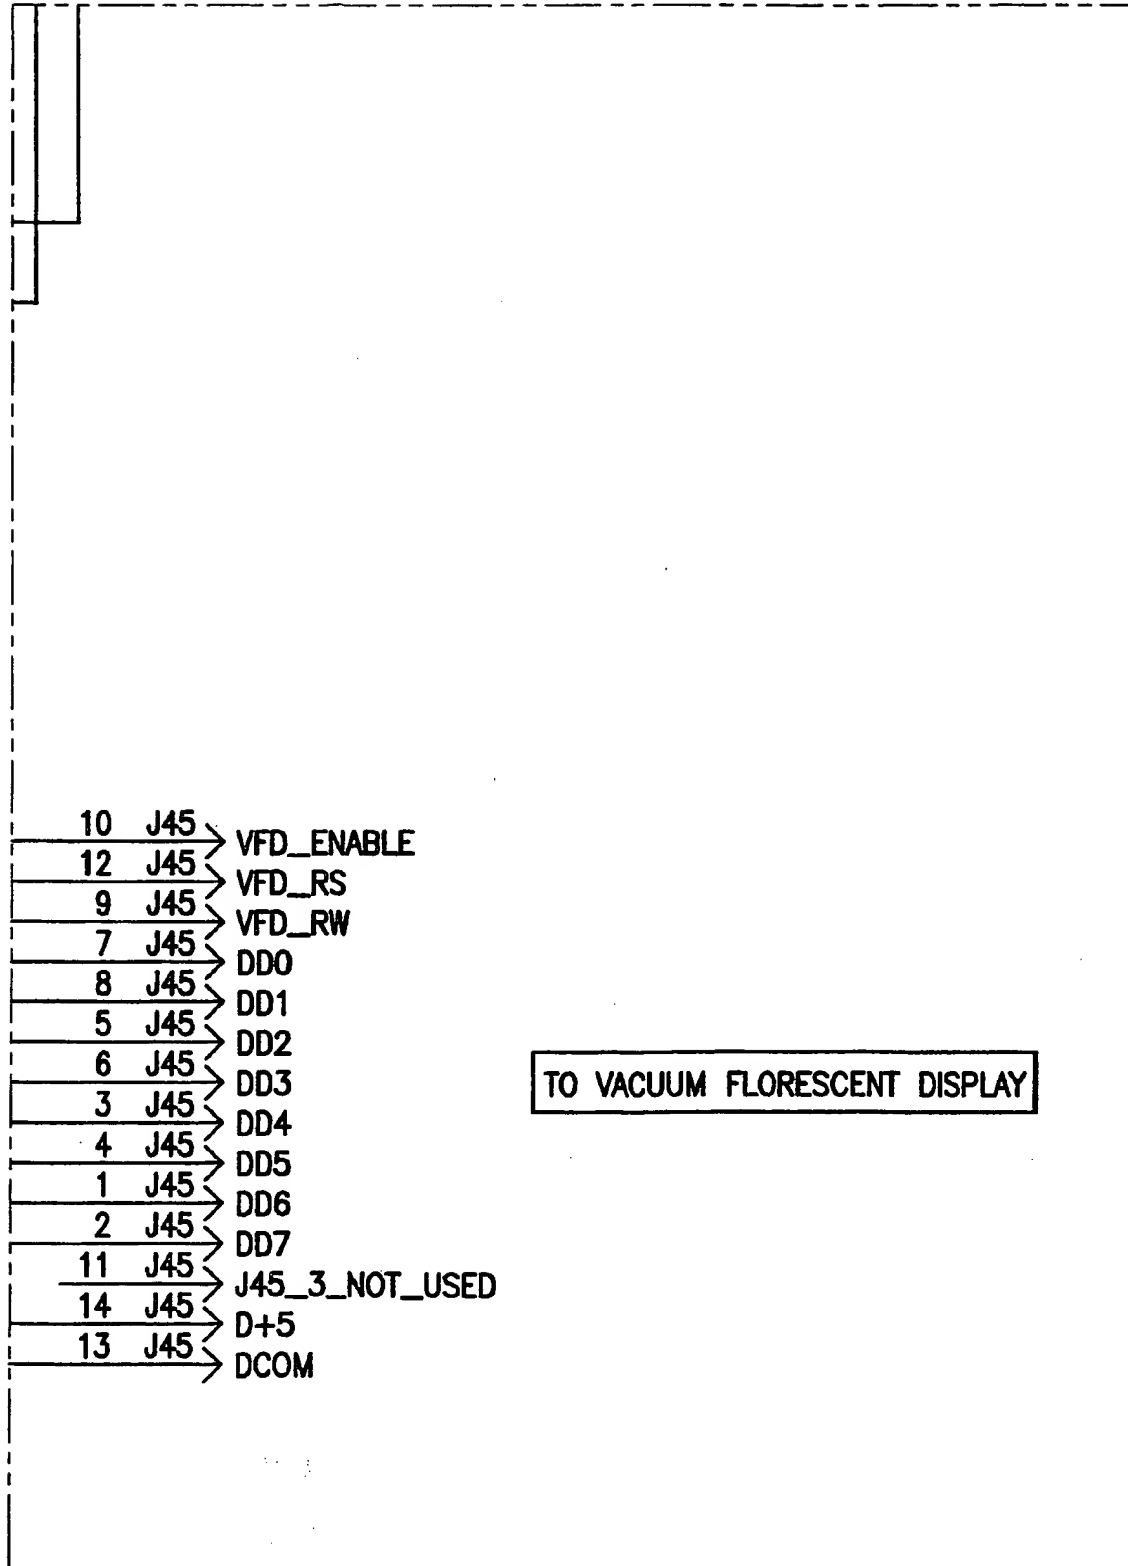 10 J45 VFD_ENABLE
12 J45 VFD_RS
9 J45 VFD_RW
7 J45 DD0
8 J45 DD1
5 J45 DD2
6 J45 DD3
TO VACUUM FLORESCENT DISPLAY
3 J45 DD4
4 J45 DD5
1 J45 DD6
2 J45 DD7
11 J45 J45_3_NOT_USED
14 J45 D+5
13 J45 DCOM